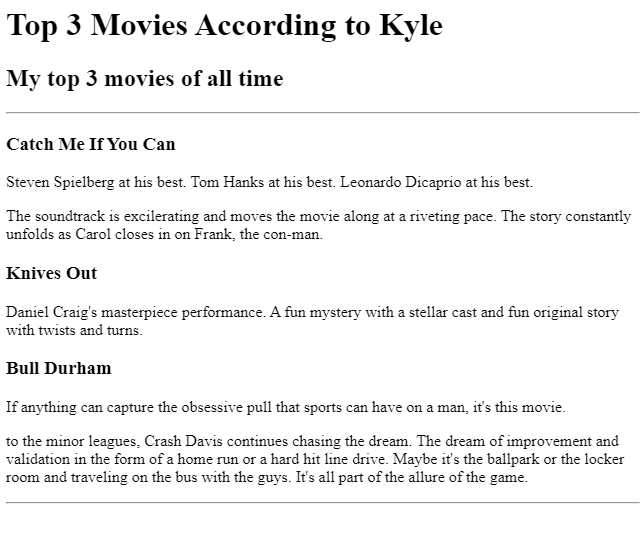 Top 3 Movies According to Kyle
My top 3 movies of all time
Catch Me If You Can
Steven Spielberg at his best. Tom Hanks at his best. Leonardo Dicaprio at his best.
The soundtrack is excilerating and moves the movie along at a riveting pace. The story constantly
unfolds as Carol closes in on Frank, the con-man.
Knives Out
Daniel Craig's masterpiece performance. A fun mystery with a stellar cast and fun original story
with twists and turns.
Bull Durham
If anything can capture the obsessive pull that sports can have on a man, it's this movie.
to the minor leagues, Crash Davis continues chasing the dream. The dream of improvement and
validation in the form of a home run or a hard hit line drive. Maybe it's the ballpark or the locker
room and traveling on the bus with the guys. It's all part of the allure of the game.